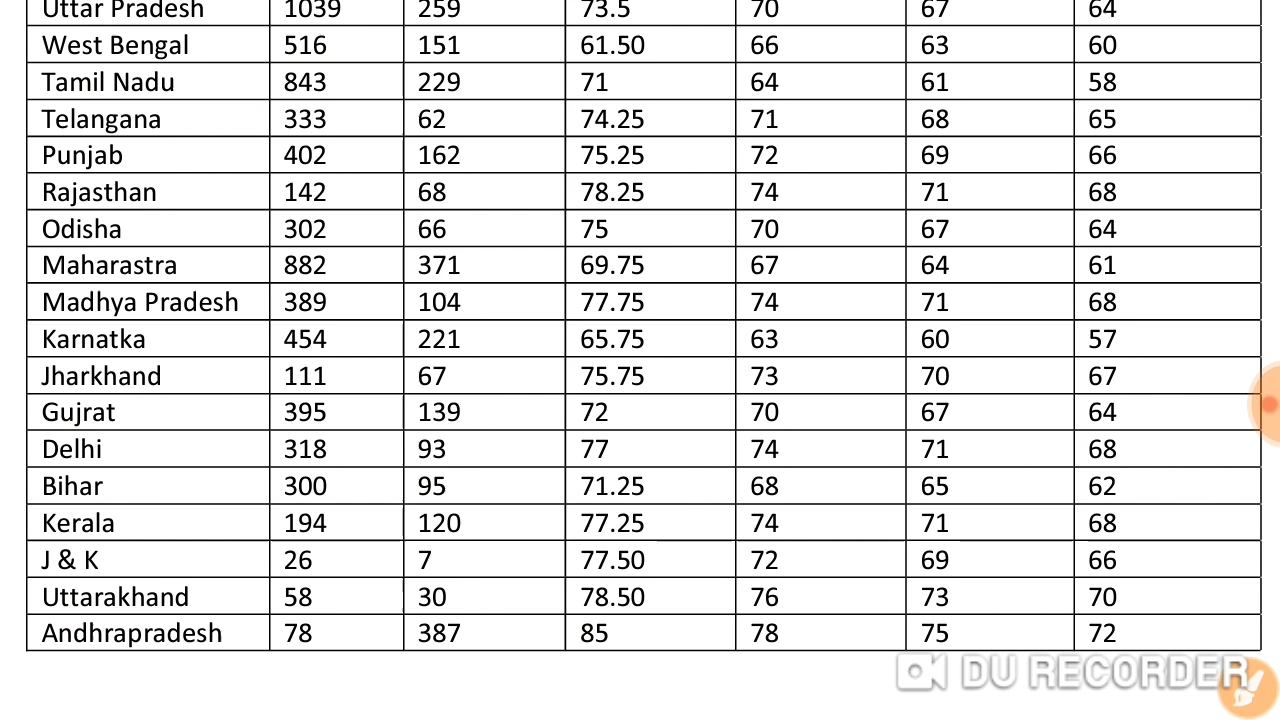 Uttar Pradesh 1039 259 73.5 70 67 64
West Bengal 516 151 61.50 66 63 60
Tamil Nadu 843 229 71 64 61 58
Telangana 333 62 74.25 71 68 65
Punjab 402 162 75.25 72 69 66
Rajasthan 142 68 78.25 74 71 68
Odisha 302 66 75 70 67 64
Maharastra 882 371 69.75 67 64 61
Madhya Pradesh 389 104 77.75 74 71 68
Karnatka 454 221 65.75 63 60 57
Jharkhand 111 67 75.75 73 70 67
Gujrat 395 139 72 70 67 64
Delhi 318 93 77 74 71 68
Bihar 300 95 71.25 68 65 62
Kerala 194 120 77.25 74 71 68
J & K 26 7 77.50 72 69 66
Uttarakhand 58 30 78.50 76 73 70
Andhrapradesh 78 387 85 78 75 72
DU RECORDER